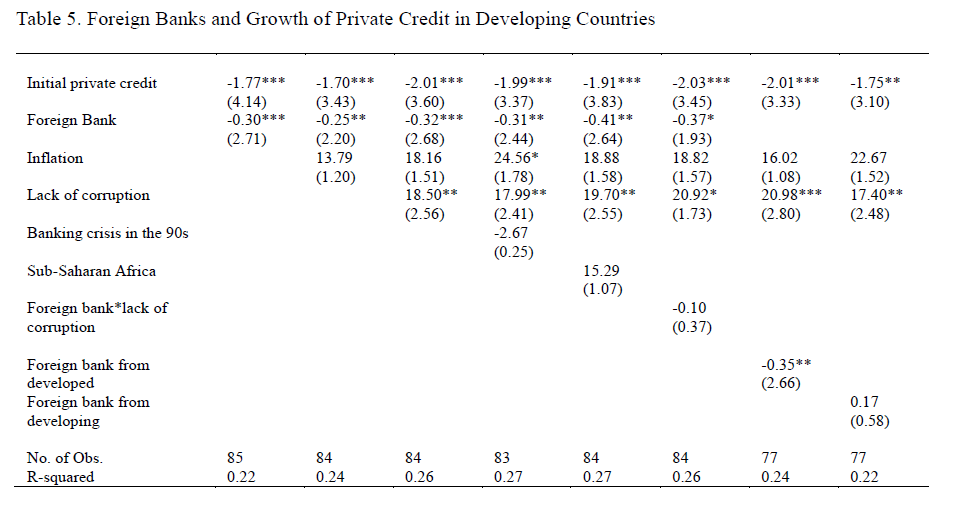 Table 5. Foreign Banks and Growth of Private Credit in Developing Countries
Initial private credit -1.77*** -1.70*** -2.01*** -1.99*** -1.91*** -2.03*** -2.01*** -1.75**
(4.14) (3.43) (3.60) (3.37) (3.83) (3.45) (3.33) (3.10)
Foreign Bank -0.30*** -0.25** -0.32*** -0.31** -0.41** -0.37*
(2.71) (2.20) (2.68) (2.44) (2.64) (1.93)
Inflation 13.79 18.16 24.56* 18.88 18.82 16.02 22.67
(1.20) (1.51) (1.78) (1.58) (1.57) (1.08) (1.52)
Lack of corruption 18.50** 17.99** 19.70** 20.92* 20.98*** 17.40**
(2.56) (2.41) (2.55) (1.73) (2.80) (2.48)
Banking crisis in the 90s -2.67
(0.25)
Sub-Saharan Africa 15.29
(1.07)
Foreign bank*lack of -0.10
corruption (0.37)
Foreign bank from -0.35**
developed (2.66)
Foreign bank from 0.17
developing (0.58)
No. of Obs. 85 84 84 83 84 84 77 77
R-squared 0.22 0.24 0.26 0.27 0.27 0.26 0.24 0.22